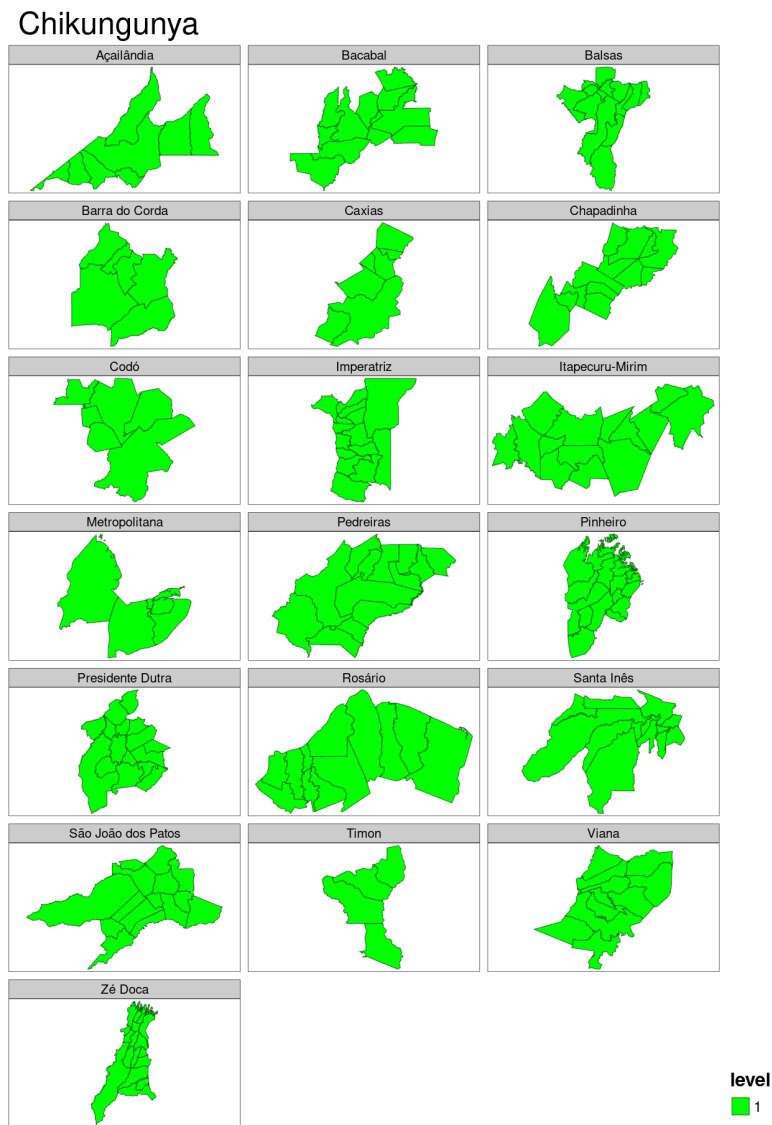 Chikungunya
Açailândia
Bacabal
Balsas
Barra do Corda
Caxias
Chapadinha
Codó
Imperatriz
Itapecuru-Mirim
Metropolitana
Pedreiras
Pinheiro
Presidente Dutra
Rosário
Santa Inês
São João dos Patos
Timon
Viana
Zé Doca
level
1